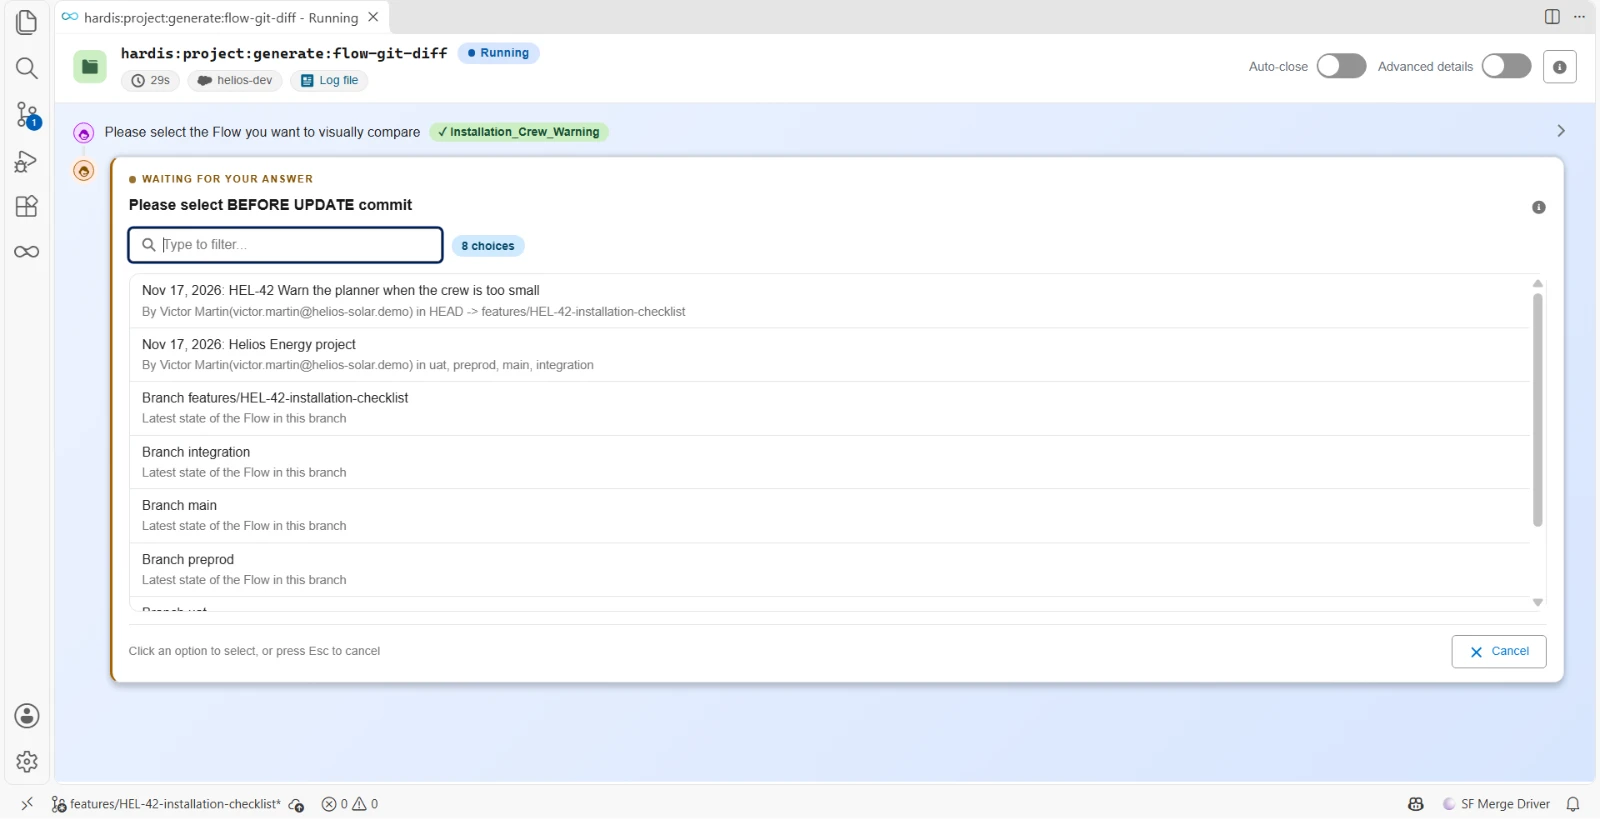 hardis:project:generate:flow-git-diff - Running
hardis:project:generate:flow-git-diff Running
29s helios-dev Log file
Auto-close Advanced details
1
Please select the Flow you want to visually compare ✓ Installation_Crew_Warning
WAITING FOR YOUR ANSWER
Please select BEFORE UPDATE commit
Type to filter... 8 choices
Nov 17, 2026: HEL-42 Warn the planner when the crew is too small
By Victor Martin(victor.martin@helios-solar.demo) in HEAD -> features/HEL-42-installation-checklist
Nov 17, 2026: Helios Energy project
By Victor Martin(victor.martin@helios-solar.demo) in uat, preprod, main, integration
Branch features/HEL-42-installation-checklist
Latest state of the Flow in this branch
Branch integration
Latest state of the Flow in this branch
Branch main
Latest state of the Flow in this branch
Branch preprod
Latest state of the Flow in this branch
Branch uat
Click an option to select, or press Esc to cancel
Cancel
features/HEL-42-installation-checklist* 0 0
SF Merge Driver